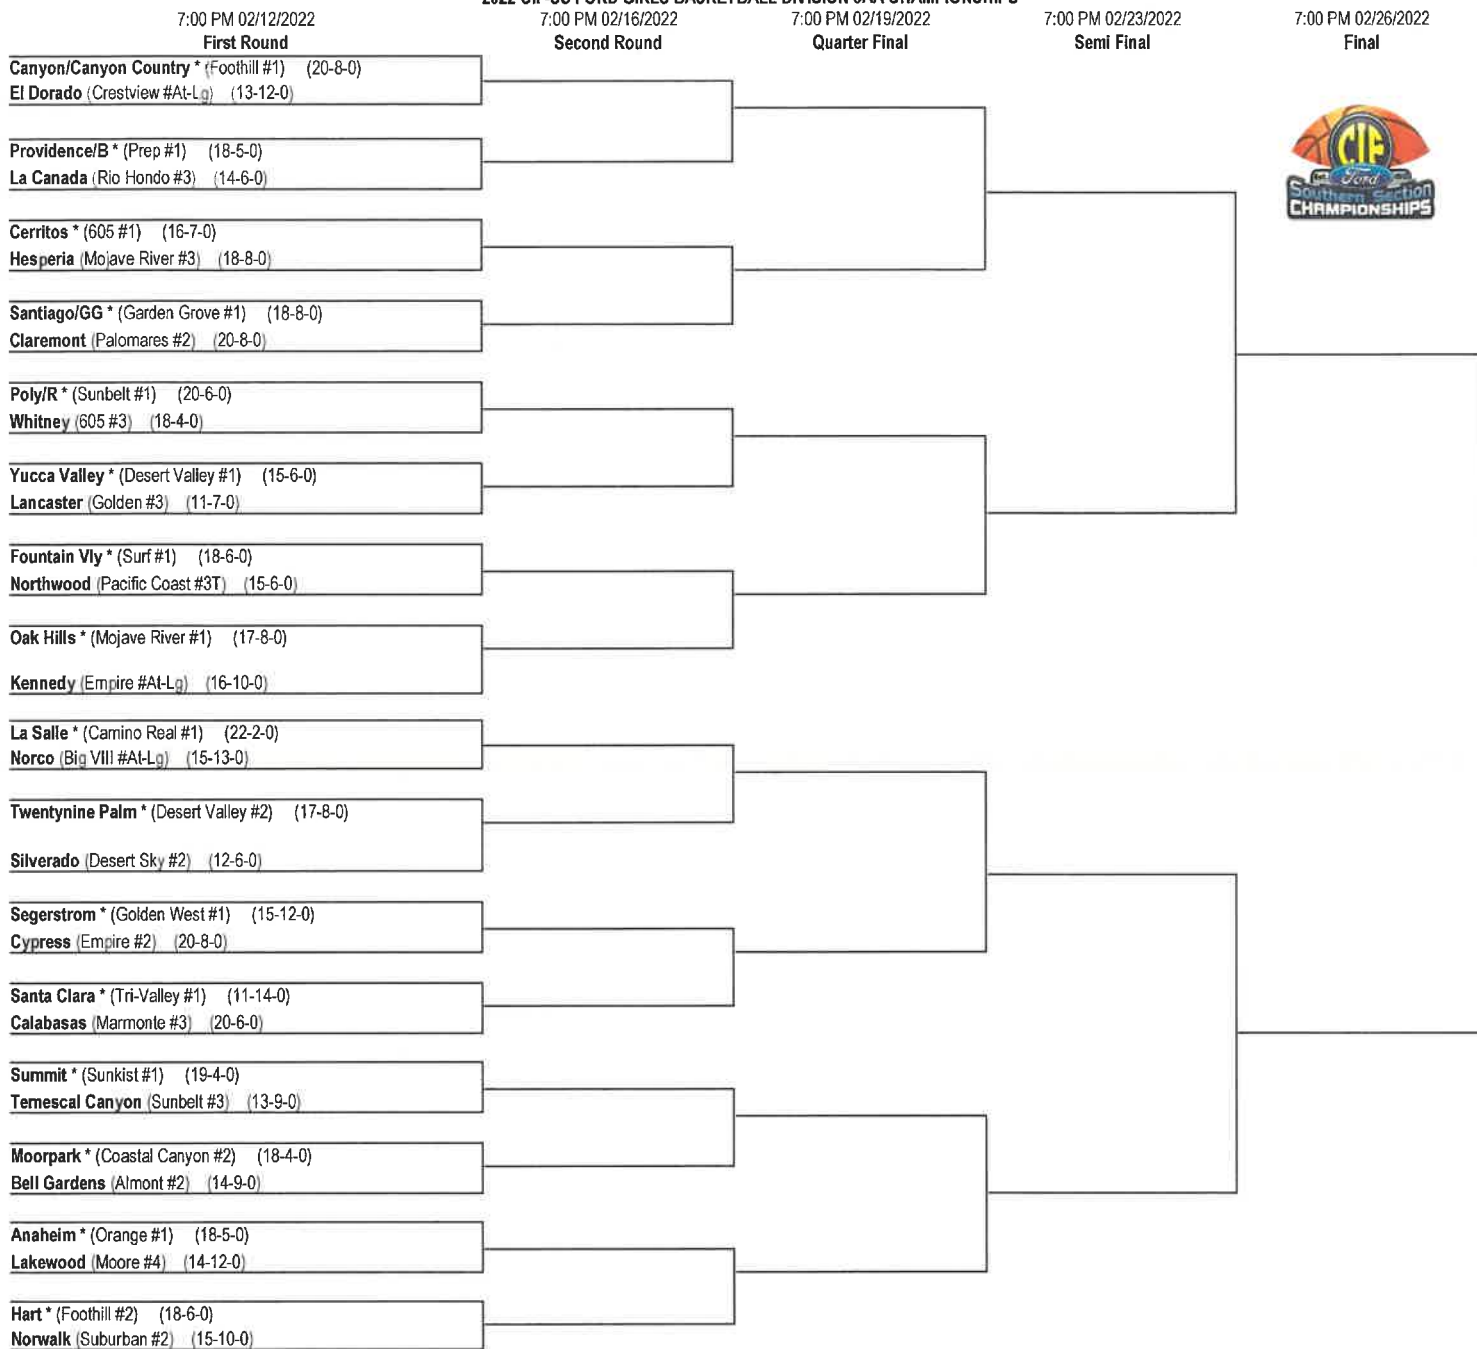 7:00 PM 02/12/2022 7:00 PM 02/16/2022 7:00 PM 02/19/2022 7:00 PM 02/23/2022 7:00 PM 02/26/2022
First Round Second Round Quarter Final Semi Final Final
Canyon/Canyon Country * (Foothill #1) (20-8-0)
El Dorado (Crestview #At-Lg) (13-12-0)
CIF
Ford
Southern Section
CHAMPIONSHIPS
Providence/B * (Prep #1) (18-5-0)
La Canada (Rio Hondo #3) (14-6-0)
Cerritos * (605 #1) (16-7-0)
Hesperia (Mojave River #3) (18-8-0)
Santiago/GG * (Garden Grove #1) (18-8-0)
Claremont (Palomares #2) (20-8-0)
Poly/R * (Sunbelt #1) (20-6-0)
Whitney (605 #3) (18-4-0)
Yucca Valley * (Desert Valley #1) (15-6-0)
Lancaster (Golden #3) (11-7-0)
Fountain Vly * (Surf #1) (18-6-0)
Northwood (Pacific Coast #3T) (15-6-0)
Oak Hills * (Mojave River #1) (17-8-0)
Kennedy (Empire #At-Lg) (16-10-0)
La Salle * (Camino Real #1) (22-2-0)
Norco (Big VIII #At-Lg) (15-13-0)
Twentynine Palm * (Desert Valley #2) (17-8-0)
Silverado (Desert Sky #2) (12-6-0)
Segerstrom * (Golden West #1) (15-12-0)
Cypress (Empire #2) (20-8-0)
Santa Clara * (Tri-Valley #1) (11-14-0)
Calabasas (Marmonte #3) (20-6-0)
Summit * (Sunkist #1) (19-4-0)
Temescal Canyon (Sunbelt #3) (13-9-0)
Moorpark * (Coastal Canyon #2) (18-4-0)
Bell Gardens (Almont #2) (14-9-0)
Anaheim * (Orange #1) (18-5-0)
Lakewood (Moore #4) (14-12-0)
Hart * (Foothill #2) (18-6-0)
Norwalk (Suburban #2) (15-10-0)